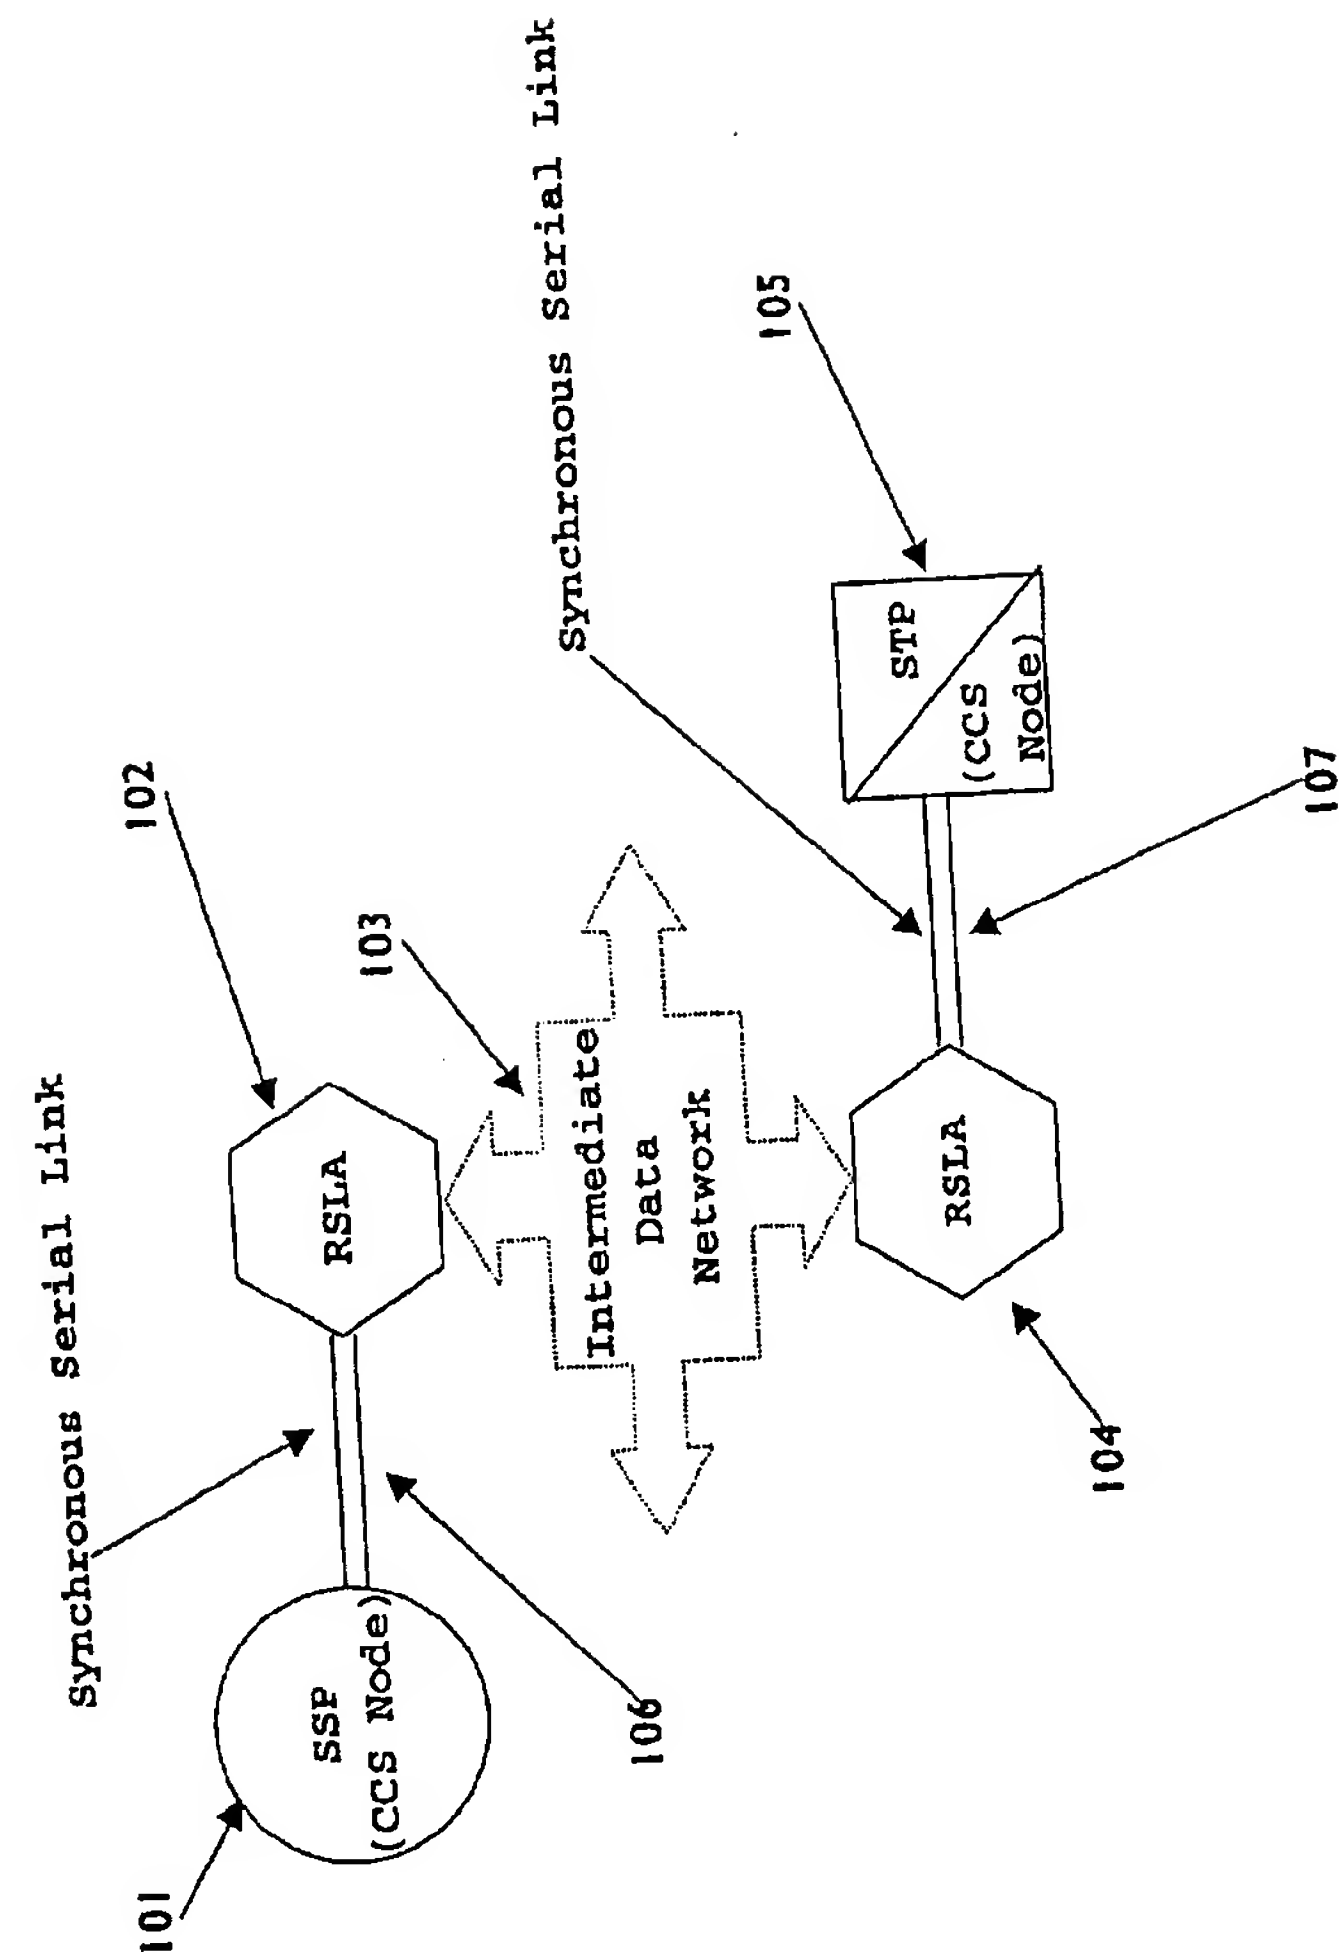 Synchronous Serial Link
101
SSP
(CCS Node)
106
RSLA
102
103
Intermediate
Data
Network
Synchronous Serial Link
104
RSLA
107
STP
(CCS
Node)
105